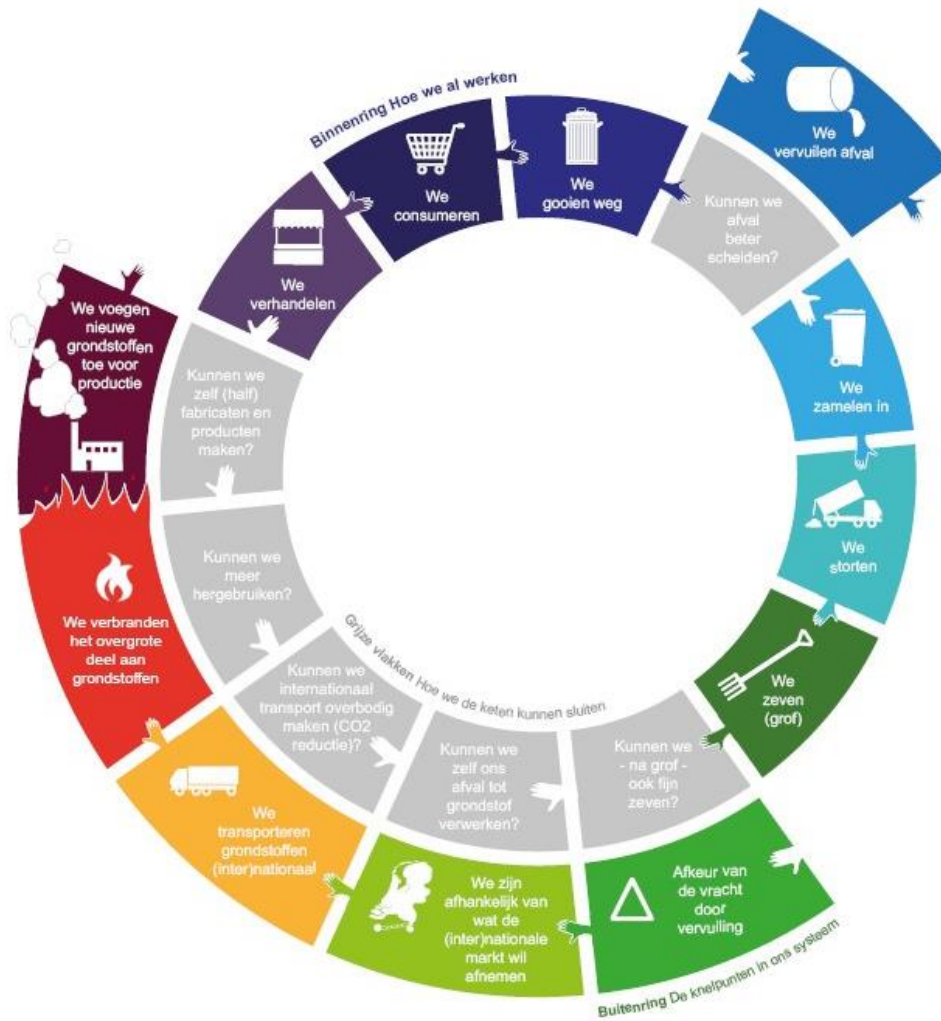 Binnenring Hoe we al werken
We
consumeren
We
gooien weg
Kunnen we
afval
beter
scheiden?
We
vervuilen afval
We
zamelen in
We
storten
We
zeven
(grof)
Kunnen we
- na grof -
ook fijn
zeven?
Afkeur van
de vracht
door
vervuiling
Buitenring De knelpunten in ons systeem
Kunnen we
zelf ons
afval tot
grondstof
verwerken?
We zijn
afhankelijk van
wat de
(inter)nationale
markt wil
afnemen
Grijze vlakken Hoe we de keten kunnen sluiten
Kunnen we
internationaal
transport overbodig
maken (CO2
reductie)?
We
transporteren
grondstoffen
(inter)nationaal
Kunnen we
meer
hergebruiken?
We verbranden
het overgrote
deel aan
grondstoffen
Kunnen we
zelf (half)
fabricaten en
producten
maken?
We voegen
nieuwe
grondstoffen
toe voor
productie
We
verhandelen